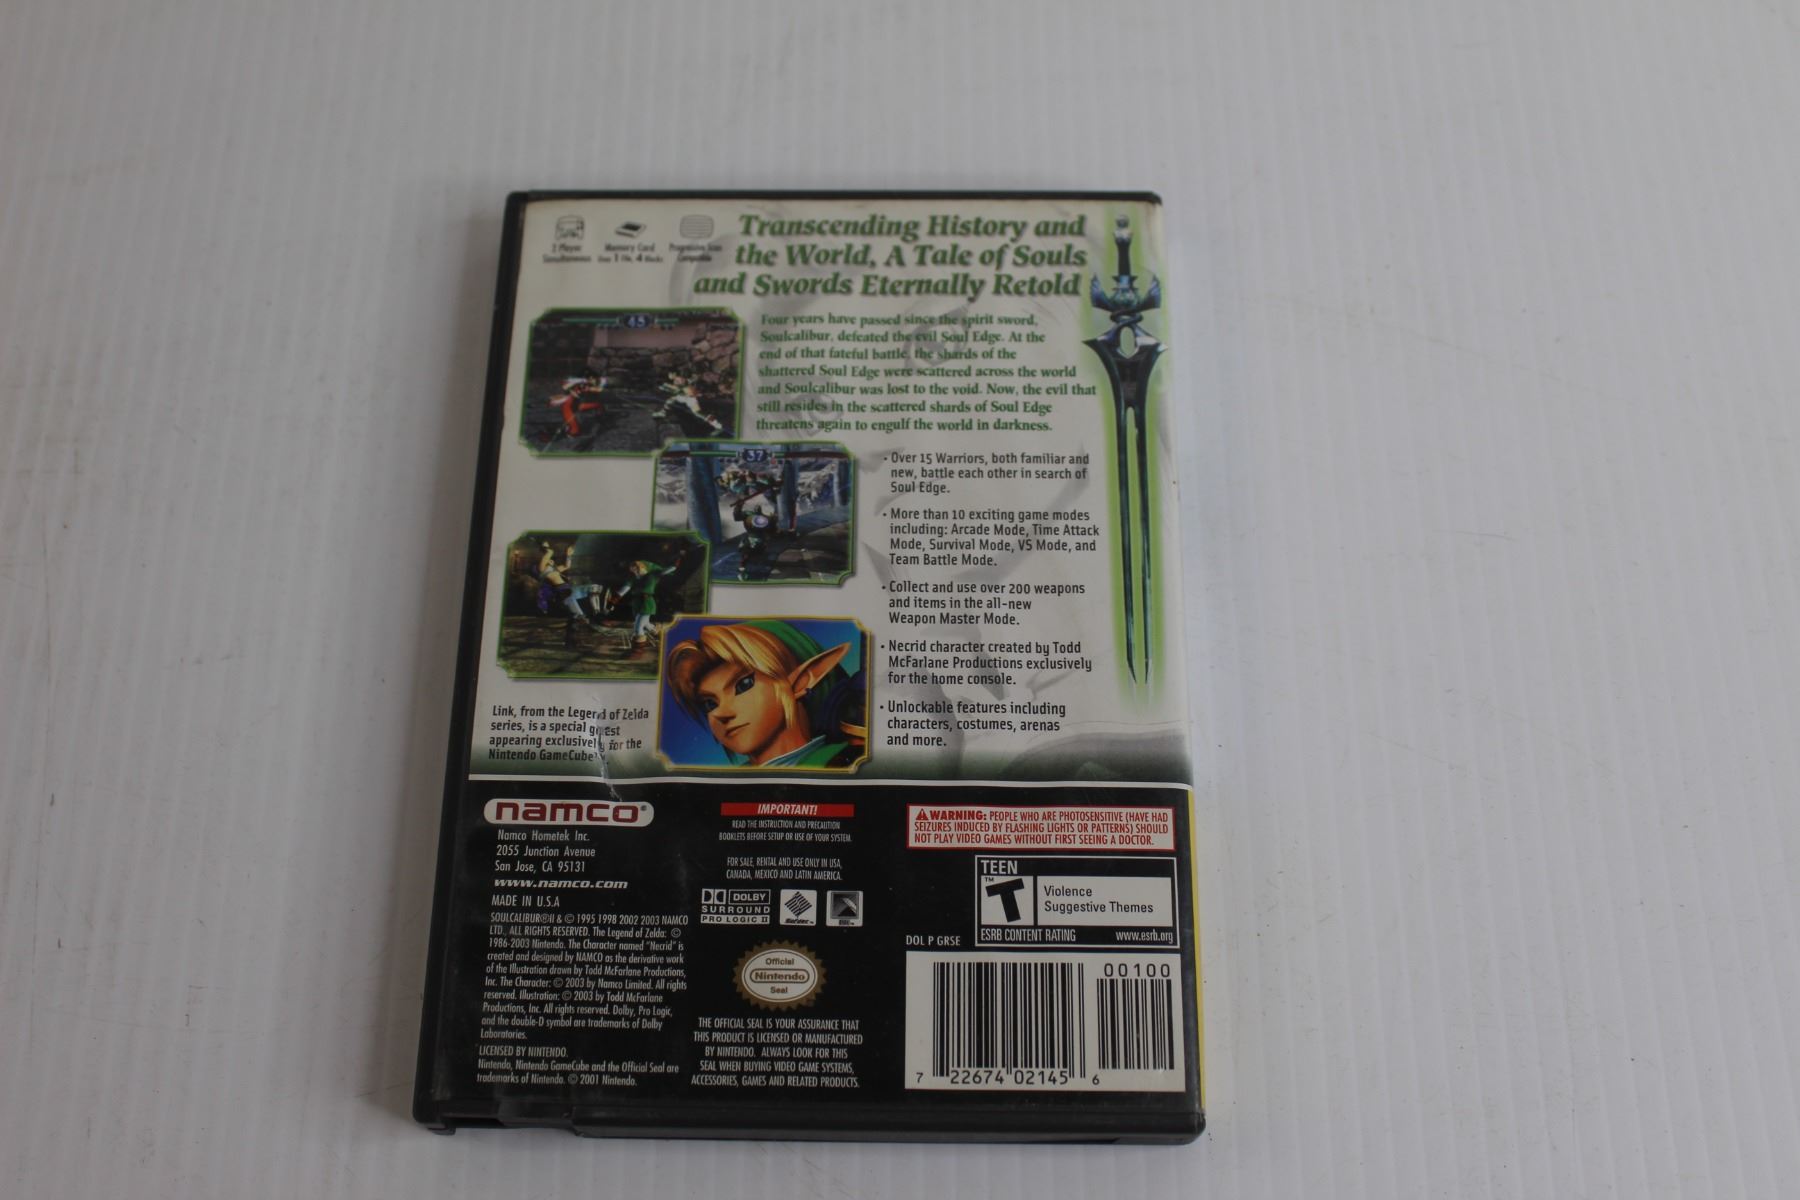 2 Player
Simultaneous
Memory Card
Uses 1 File, 4 Blocks
Progressive Scan
Compatible
Transcending History and
the World, A Tale of Souls
and Swords Eternally Retold
45
Four years have passed since the spirit sword,
Soulcalibur, defeated the evil Soul Edge. At the
end of that fateful battle, the shards of the
shattered Soul Edge were scattered across the world
and Soulcalibur was lost to the void. Now, the evil that
still resides in the scattered shards of Soul Edge
threatens again to engulf the world in darkness.
37
• Over 15 Warriors, both familiar and
new, battle each other in search of
Soul Edge.
• More than 10 exciting game modes
including: Arcade Mode, Time Attack
Mode, Survival Mode, VS Mode, and
Team Battle Mode.
• Collect and use over 200 weapons
and items in the all-new
Weapon Master Mode.
• Necrid character created by Todd
McFarlane Productions exclusively
for the home console.
• Unlockable features including
characters, costumes, arenas
and more.
Link, from the Legend of Zelda
series, is a special guest
appearing exclusively for the
Nintendo GameCube™.
namco®
Namco Hometek Inc.
2055 Junction Avenue
San Jose, CA 95131
www.namco.com
MADE IN U.S.A
SOULCALIBUR®II & © 1995 1998 2002 2003 NAMCO
LTD., ALL RIGHTS RESERVED. The Legend of Zelda: ©
1986-2003 Nintendo. The Character named "Necrid" is
created and designed by NAMCO as the derivative work
of the Illustration drawn by Todd McFarlane Productions,
Inc. The Character: © 2003 by Namco Limited. All rights
reserved. Illustration: © 2003 by Todd McFarlane
Productions, Inc. All rights reserved. Dolby, Pro Logic,
and the double-D symbol are trademarks of Dolby
Laboratories.
LICENSED BY NINTENDO.
Nintendo, Nintendo GameCube and the Official Seal are
trademarks of Nintendo. © 2001 Nintendo.
IMPORTANT!
READ THE INSTRUCTION AND PRECAUTION
BOOKLETS BEFORE SETUP OR USE OF YOUR SYSTEM.
FOR SALE, RENTAL AND USE ONLY IN USA,
CANADA, MEXICO AND LATIN AMERICA.
DOLBY
SURROUND
PRO LOGIC II
Official
Nintendo
Seal
THE OFFICIAL SEAL IS YOUR ASSURANCE THAT
THIS PRODUCT IS LICENSED OR MANUFACTURED
BY NINTENDO. ALWAYS LOOK FOR THIS
SEAL WHEN BUYING VIDEO GAME SYSTEMS,
ACCESSORIES, GAMES AND RELATED PRODUCTS.
WARNING: PEOPLE WHO ARE PHOTOSENSITIVE (HAVE HAD
SEIZURES INDUCED BY FLASHING LIGHTS OR PATTERNS) SHOULD
NOT PLAY VIDEO GAMES WITHOUT FIRST SEEING A DOCTOR.
TEEN
T™
Violence
Suggestive Themes
ESRB CONTENT RATING www.esrb.org
DOL P GRSE
00100
7 22674 02145 6